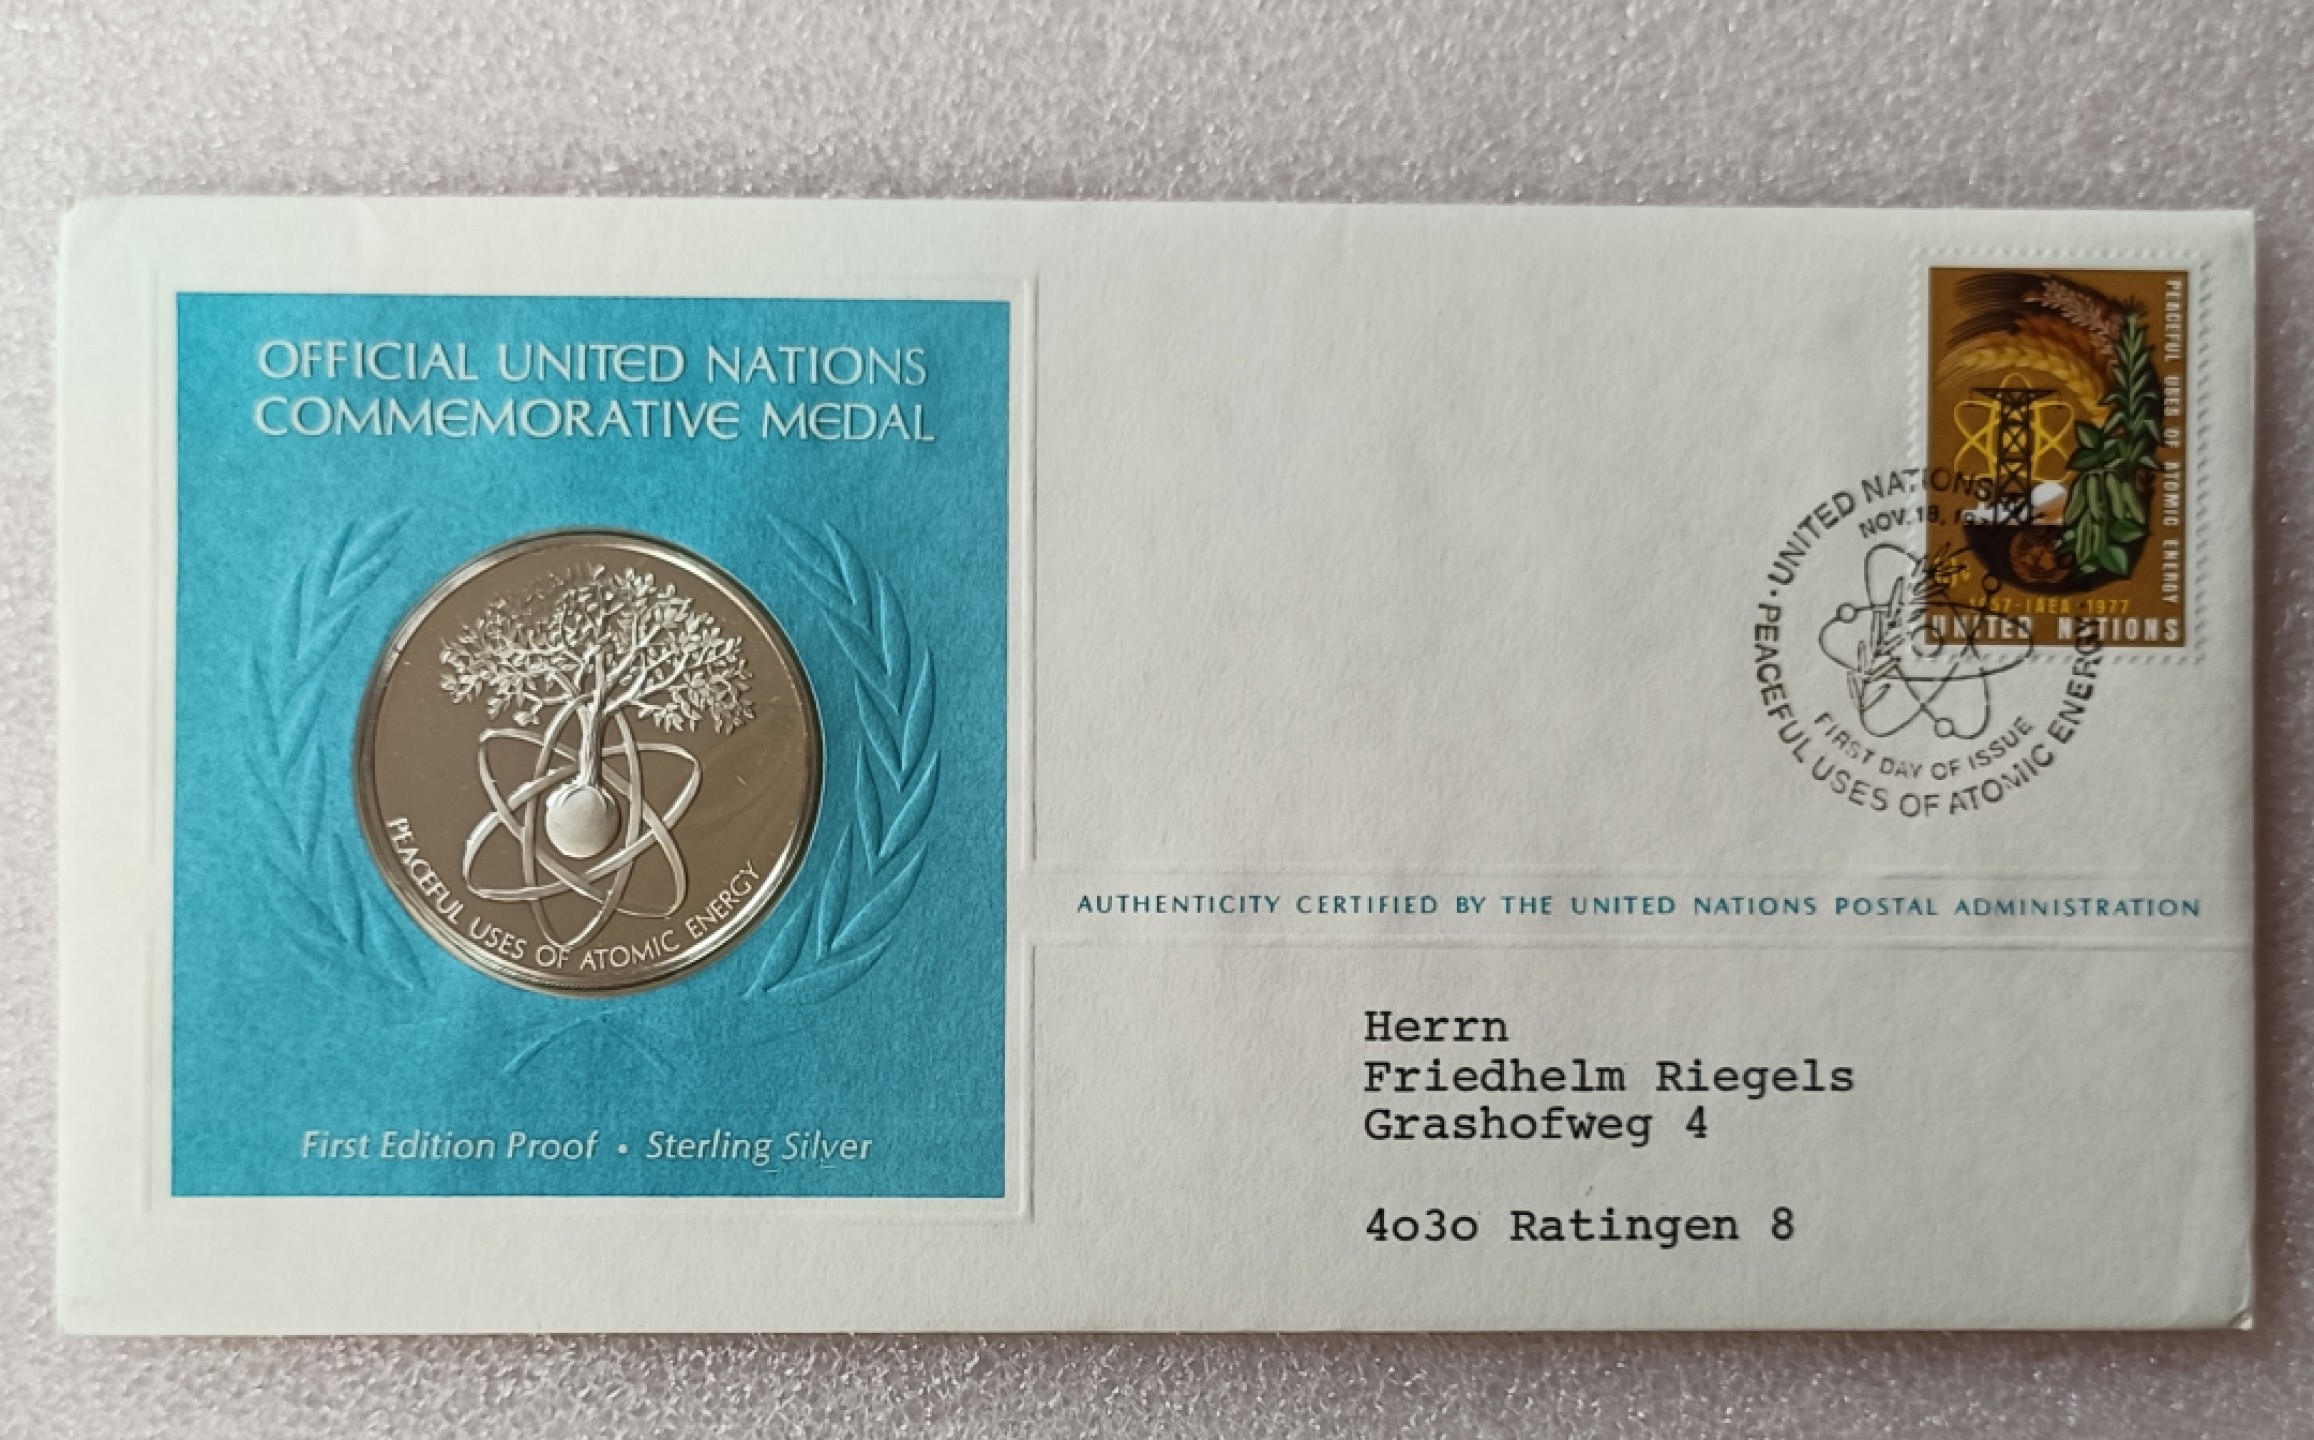 OFFICIAL UNITED NATIONS
COMMEMORATIVE MEDAL
PEACEFUL USES OF ATOMIC ENERGY
First Edition Proof • Sterling Silver
PEACEFUL USES OF ATOMIC ENERGY
1957 · IAEA · 1977
UNITED NATIONS
UNITED NATIONS
NOV. 18, 19
FIRST DAY OF ISSUE
PEACEFUL USES OF ATOMIC ENERGY
AUTHENTICITY CERTIFIED BY THE UNITED NATIONS POSTAL ADMINISTRATION
Herrn
Friedhelm Riegels
Grashofweg 4
4o3o Ratingen 8